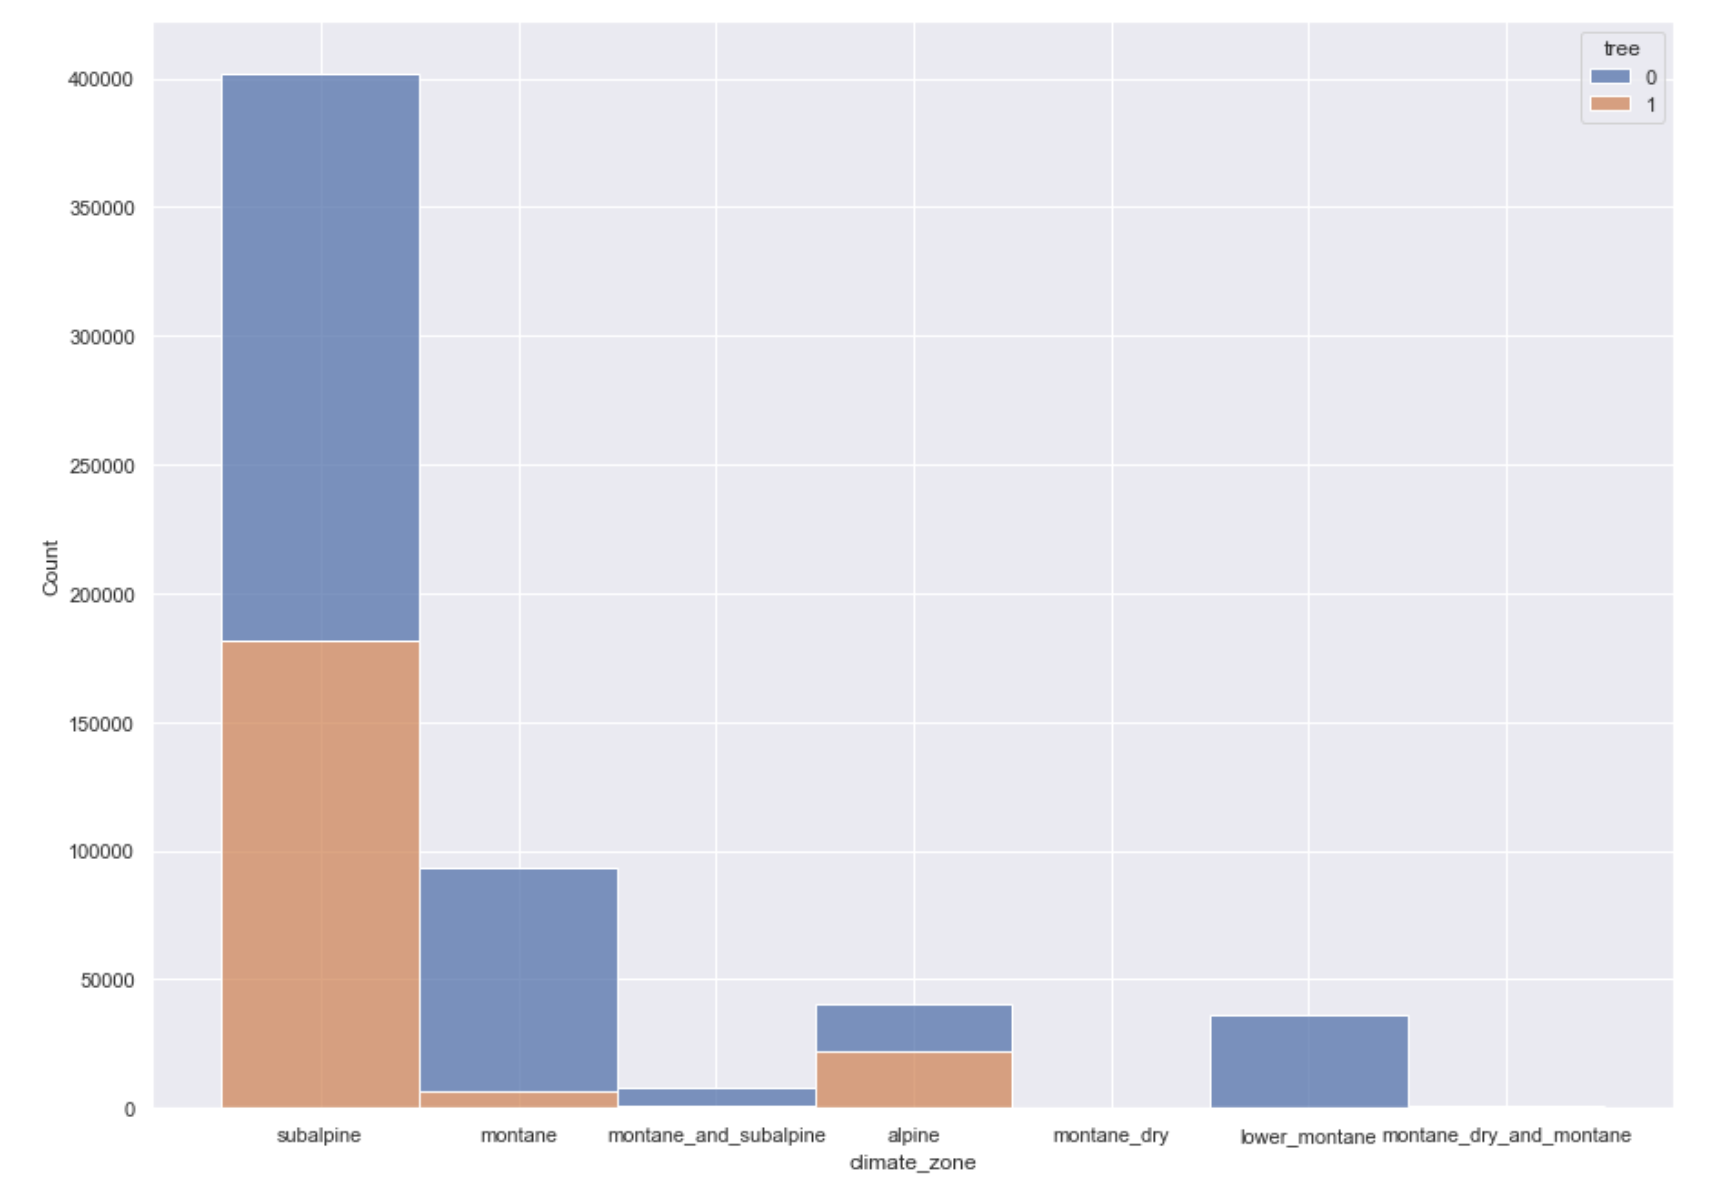 tree
0
1
400000
350000
300000
250000
200000
150000
100000
50000
0
Count
subalpine montane montane_and_subalpine alpine montane_dry lower_montane montane_dry_and_montane
climate_zone